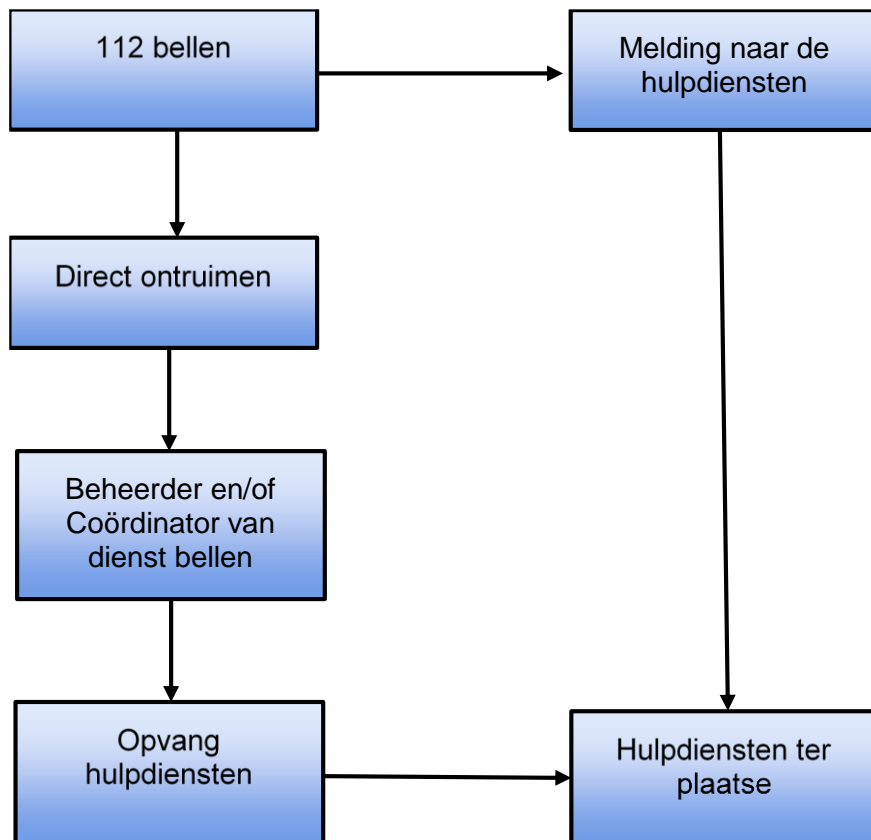 112 bellen
Melding naar de
hulpdiensten
Direct ontruimen
Beheerder en/of
Coördinator van
dienst bellen
Opvang
hulpdiensten
Hulpdiensten ter
plaatse